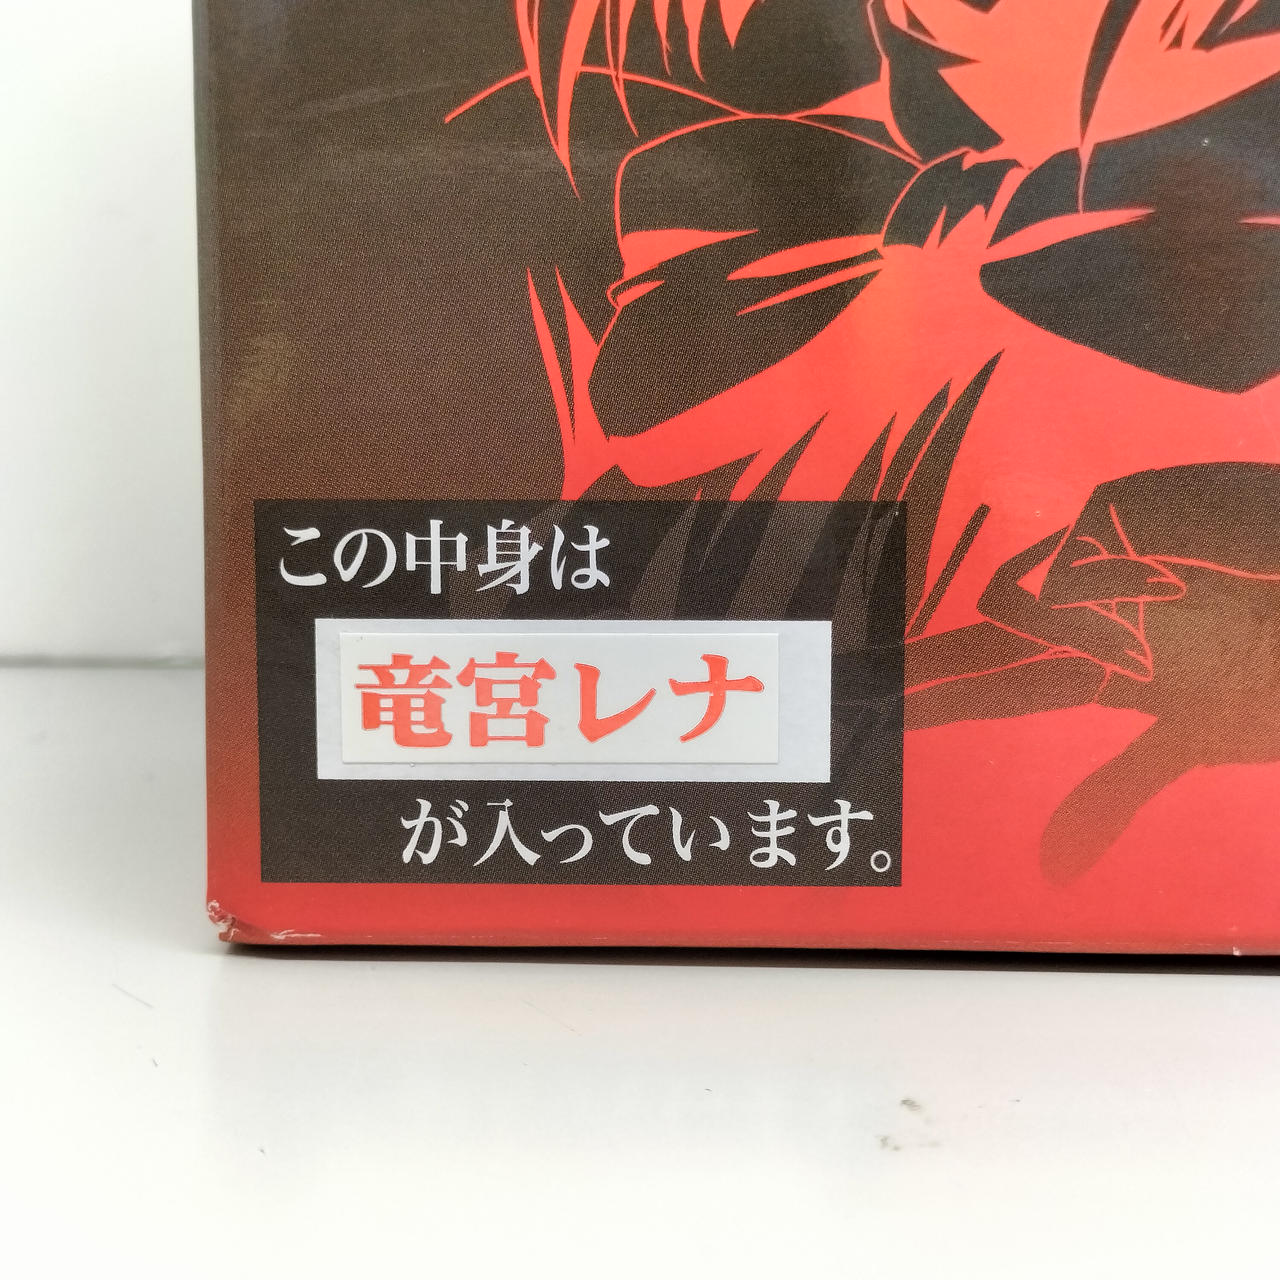 この中身は
竜宮レナ
が入っています。